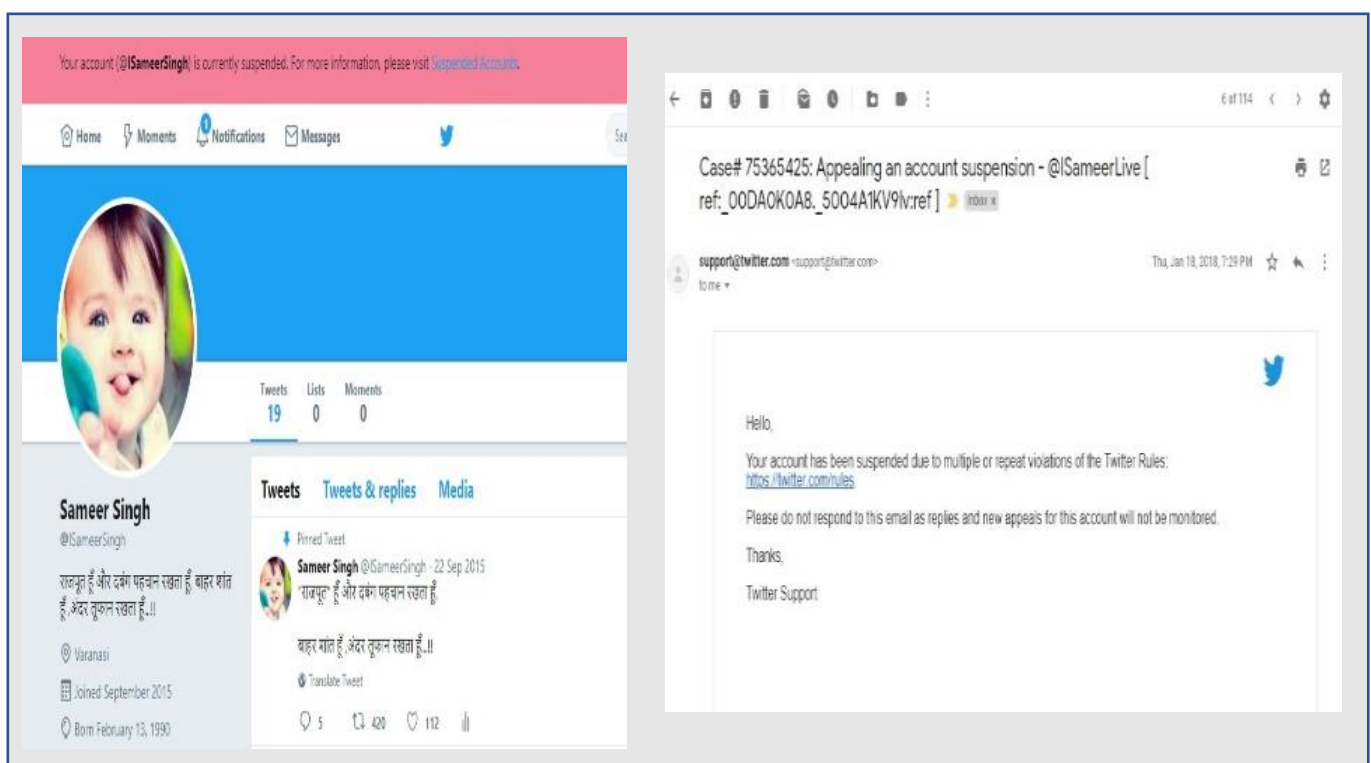 Your account (@ISameerSingh) is currently suspended. For more information, please visit Suspended Accounts.
Home Moments 1 Notifications Messages Sea
Tweets Lists Moments
19 0 0
Sameer Singh
@ISameerSingh
राजपूत हूँ और दबंग पहचान रखता हूँ, बाहर शांत
हूँ ,अंदर तूफान रखता हूँ..!!
Varanasi
Joined September 2015
Born February 13, 1990
Tweets Tweets & replies Media
Pinned Tweet
Sameer Singh @ISameerSingh · 22 Sep 2015
"राजपूत" हूँ और दबंग पहचान रखता हूँ,
बाहर शांत हूँ ,अंदर तूफान रखता हूँ..!!
Translate Tweet
5 420 112
6 of 114
Case# 75365425: Appealing an account suspension - @ISameerLive [
ref:_00DA0K0A8._5004A1KV9lv:ref ] Inbox x
support@twitter.com <support@twitter.com>
Thu, Jan 18, 2018, 7:29 PM
to me
Hello,
Your account has been suspended due to multiple or repeat violations of the Twitter Rules:
https://twitter.com/rules.
Please do not respond to this email as replies and new appeals for this account will not be monitored.
Thanks,
Twitter Support